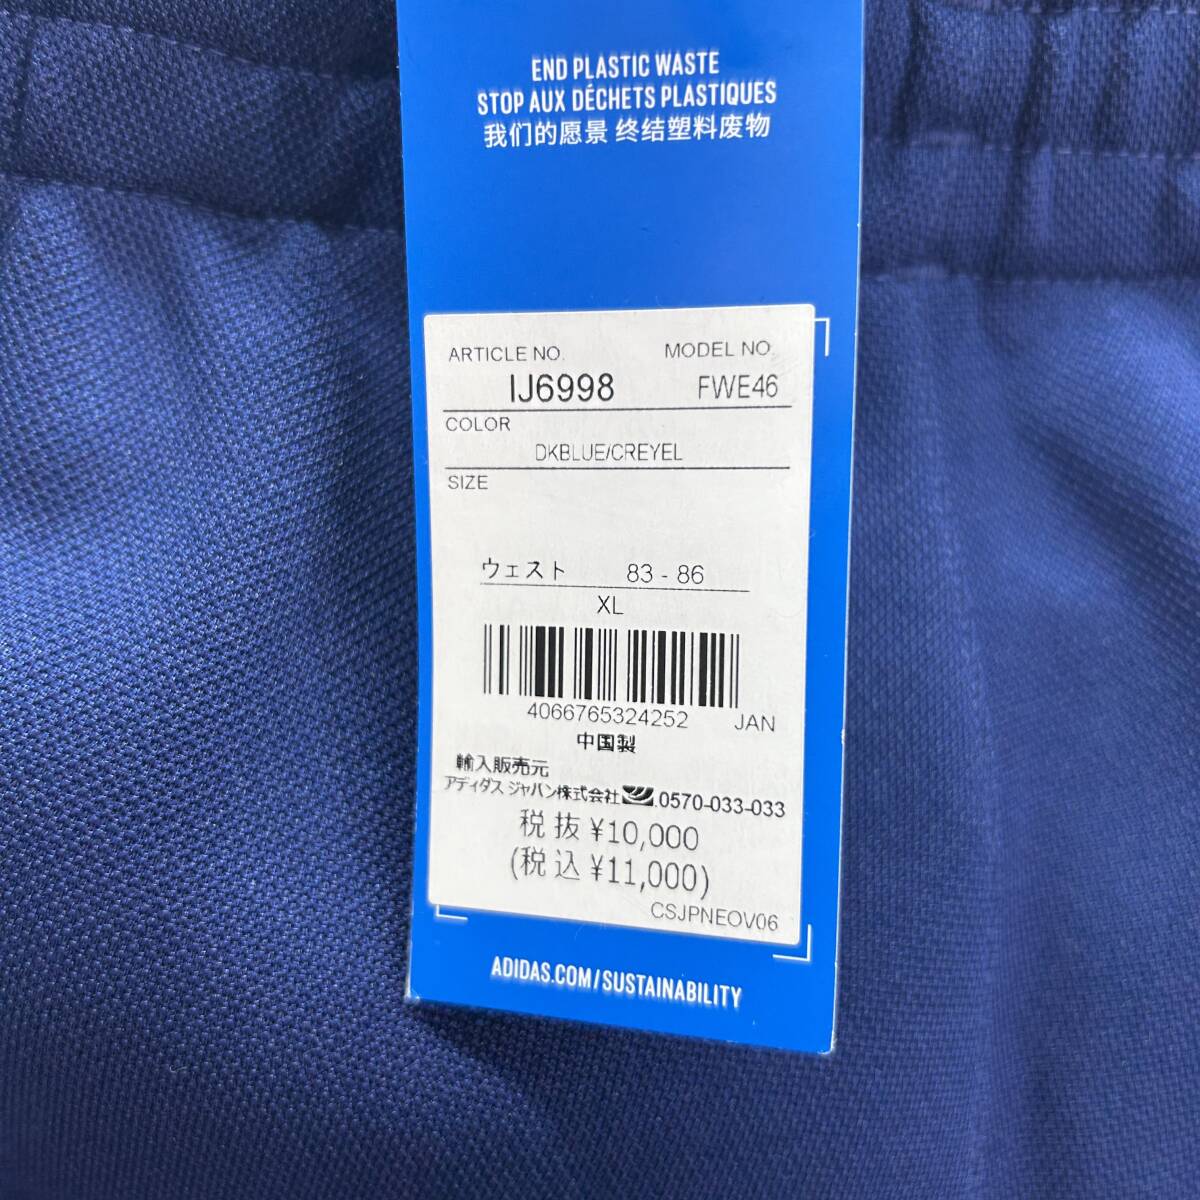 END PLASTIC WASTE
STOP AUX DÉCHETS PLASTIQUES
我们的愿景 终结塑料废物
ARTICLE NO. MODEL NO.
IJ6998 FWE46
COLOR
DKBLUE/CREYEL
SIZE
ウェスト 83 - 86
XL
4066765324252 JAN
中国製
輸入販売元
アディダス ジャパン株式会社 0570-033-033
税抜 ¥10,000
(税込 ¥11,000)
CSJPNEOV06
ADIDAS.COM/SUSTAINABILITY